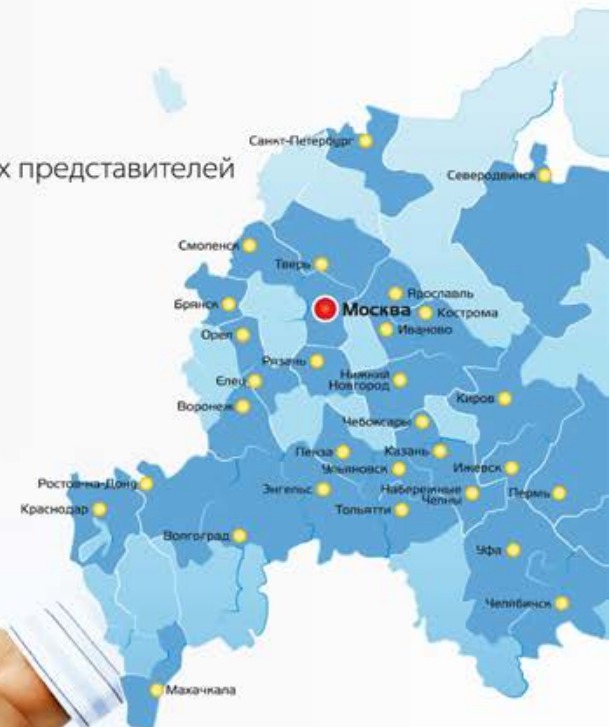 Санкт-Петербург
х представителей
Северодвинск
Смоленск
Тверь
Ярославль
Брянск
Москва
Кострома
Иваново
Орел
Рязань
Нижний
Новгород
Елец
Киров
Воронеж
Чебоксары
Пенза
Казань
Ульяновск
Ижевск
Ростов-на-Дону
Энгельс
Набережные
Челны
Пермь
Краснодар
Тольятти
Волгоград
Уфа
Челябинск
Махачкала